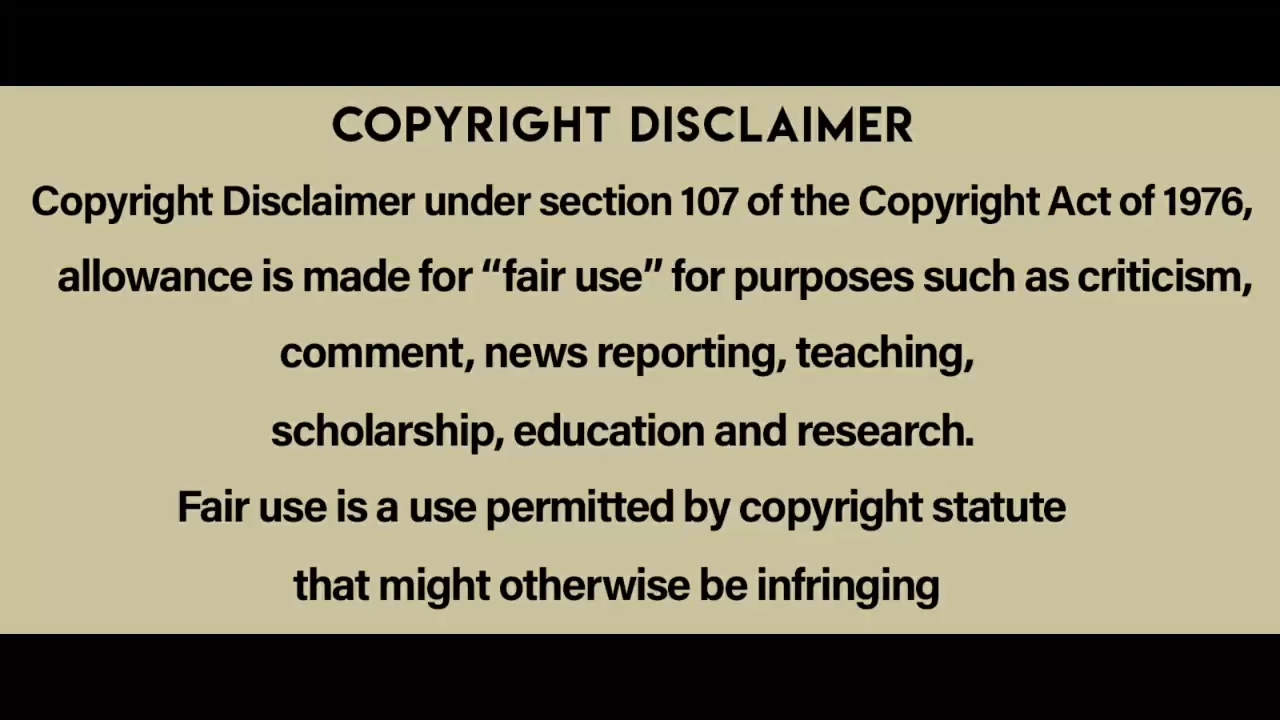 COPYRIGHT DISCLAIMER
Copyright Disclaimer under section 107 of the Copyright Act of 1976,
allowance is made for “fair use” for purposes such as criticism,
comment, news reporting, teaching,
scholarship, education and research.
Fair use is a use permitted by copyright statute
that might otherwise be infringing